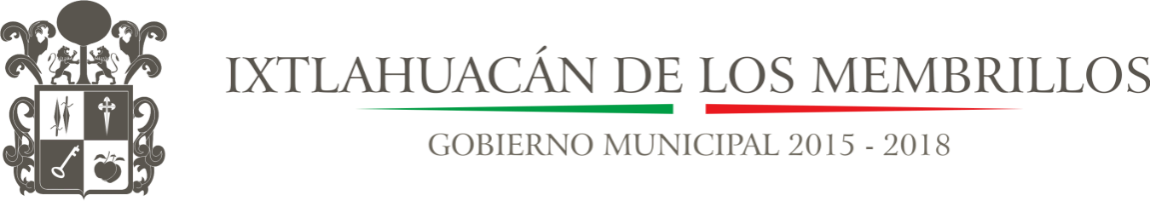 IXTLAHUACÁN DE LOS MEMBRILLOS
GOBIERNO MUNICIPAL 2015 - 2018